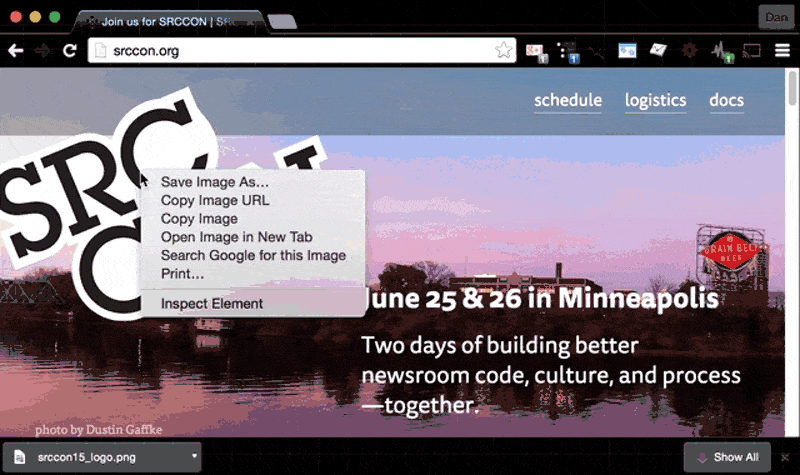 Join us for SRCCON | SRC
Dan
srccon.org
schedule logistics docs
SRC
C N
Save Image As...
Copy Image URL
Copy Image
Open Image in New Tab
Search Google for this Image
Print...
Inspect Element
GRAIN BELT
BEER
June 25 & 26 in Minneapolis
Two days of building better
newsroom code, culture, and process
—together.
photo by Dustin Gaffke
srccon15_logo.png
Show All